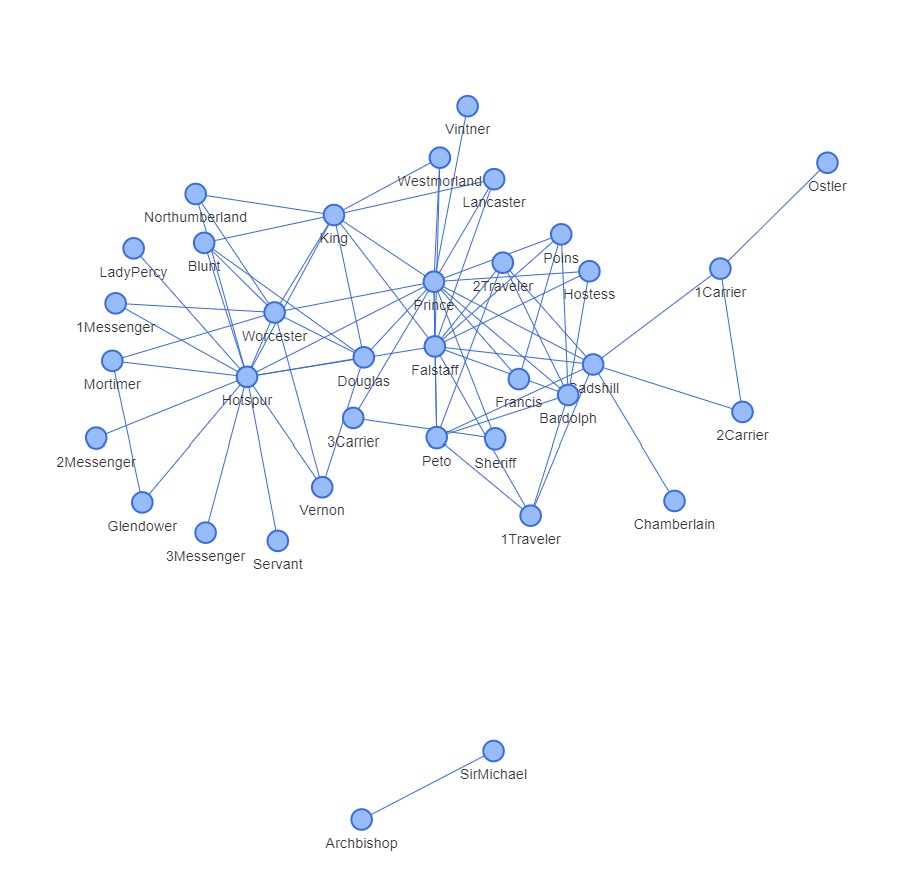 Vintner
Westmorland
Ostler
Lancaster
Northumberland
King
Poins
Blunt
LadyPercy
2Traveler
1Carrier
Hostess
Prince
1Messenger
Worcester
Falstaff
Douglas
Mortimer
adshill
Hotspur
Francis
Bardolph
2Carrier
3Carrier
2Messenger
Peto
Sheriff
Vernon
Chamberlain
Glendower
1Traveler
3Messenger
Servant
SirMichael
Archbishop